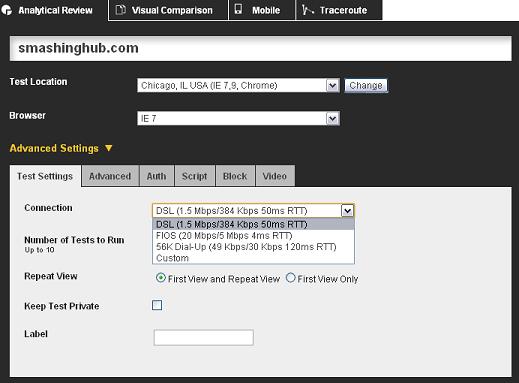 Analytical Review Visual Comparison Mobile Traceroute
smashinghub.com
Test Location Chicago, IL USA (IE 7,9, Chrome) Change
Browser IE 7
Advanced Settings ▼
Test Settings Advanced Auth Script Block Video
Connection DSL (1.5 Mbps/384 Kbps 50ms RTT)
DSL (1.5 Mbps/384 Kbps 50ms RTT)
FIOS (20 Mbps/5 Mbps 4ms RTT)
Number of Tests to Run 56K Dial-Up (49 Kbps/30 Kbps 120ms RTT)
Up to 10 Custom
Repeat View First View and Repeat View First View Only
Keep Test Private
Label